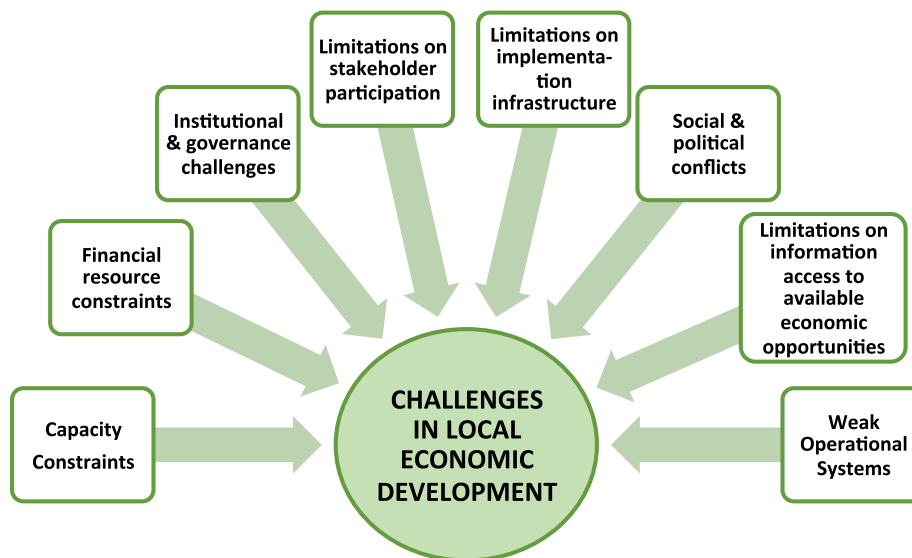 Limitations on
stakeholder
participation
Limitations on
implementa-
tion
infrastructure
Institutional
& governance
challenges
Social &
political
conflicts
Financial
resource
constraints
Limitations on
information
access to
available
economic
opportunities
Capacity
Constraints
CHALLENGES
IN LOCAL
ECONOMIC
DEVELOPMENT
Weak
Operational
Systems